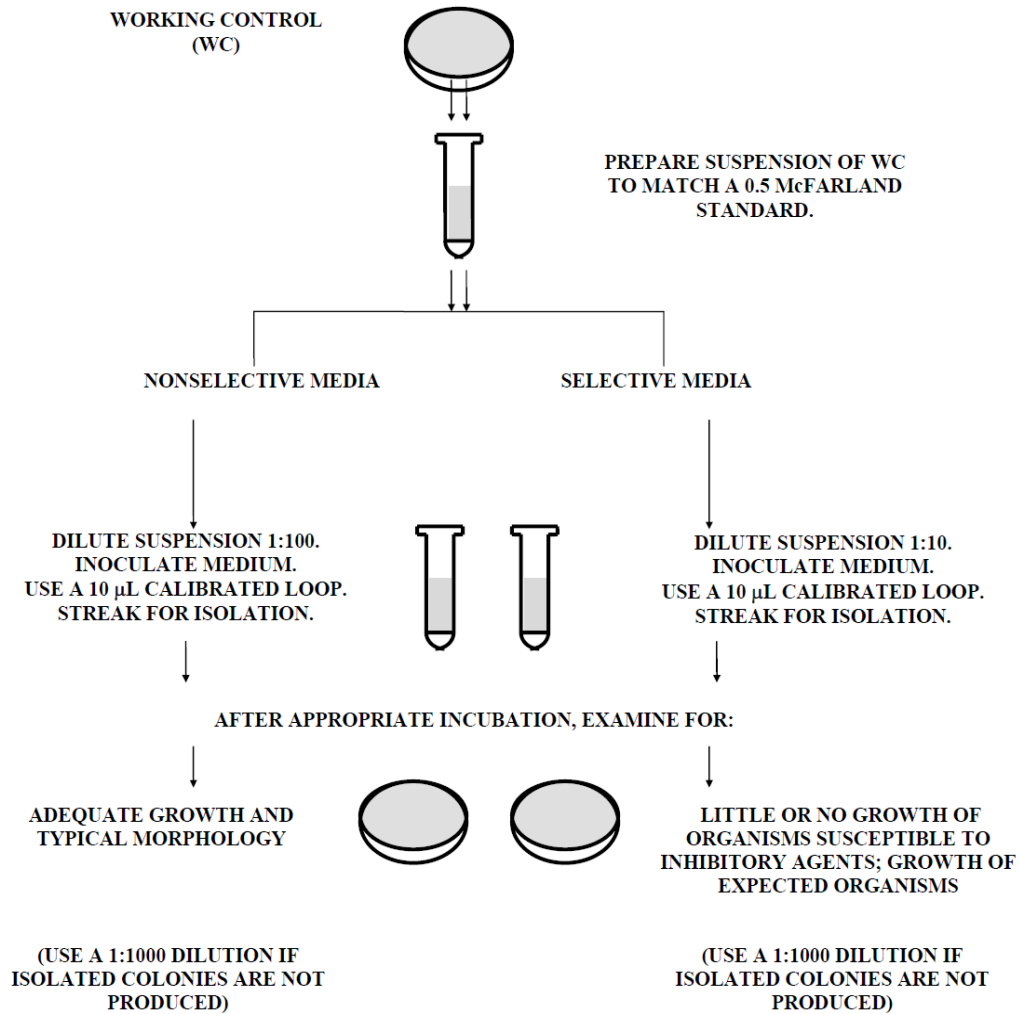 WORKING CONTROL
(WC)
PREPARE SUSPENSION OF WC
TO MATCH A 0.5 McFARLAND
STANDARD.
NONSELECTIVE MEDIA
SELECTIVE MEDIA
DILUTE SUSPENSION 1:100.
INOCULATE MEDIUM.
USE A 10 µL CALIBRATED LOOP.
STREAK FOR ISOLATION.
DILUTE SUSPENSION 1:10.
INOCULATE MEDIUM.
USE A 10 µL CALIBRATED LOOP.
STREAK FOR ISOLATION.
AFTER APPROPRIATE INCUBATION, EXAMINE FOR:
ADEQUATE GROWTH AND
TYPICAL MORPHOLOGY
LITTLE OR NO GROWTH OF
ORGANISMS SUSCEPTIBLE TO
INHIBITORY AGENTS; GROWTH OF
EXPECTED ORGANISMS
(USE A 1:1000 DILUTION IF
ISOLATED COLONIES ARE NOT
PRODUCED)
(USE A 1:1000 DILUTION IF
ISOLATED COLONIES ARE NOT
PRODUCED)